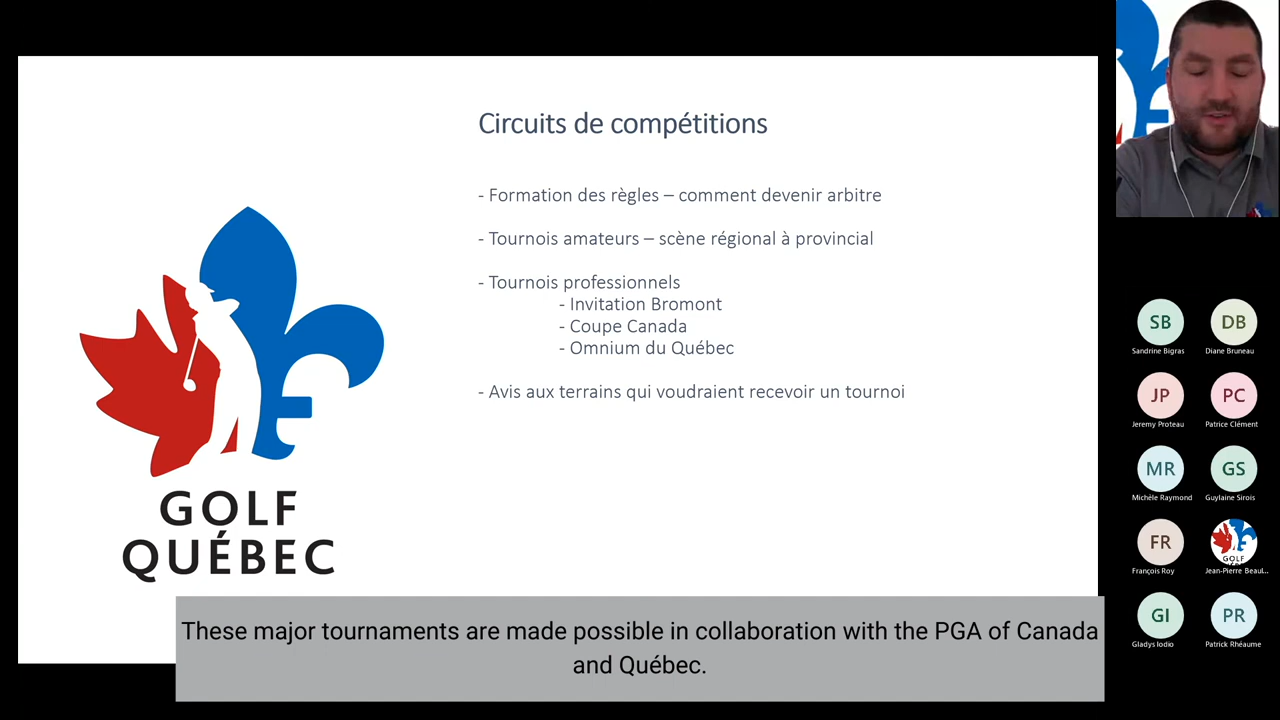 Circuits de compétitions
- Formation des règles – comment devenir arbitre
- Tournois amateurs – scène régional à provincial
- Tournois professionnels
- Invitation Bromont
- Coupe Canada
- Omnium du Québec
- Avis aux terrains qui voudraient recevoir un tournoi
GOLF
QUÉBEC
These major tournaments are made possible in collaboration with the PGA of Canada
and Québec.
SB
Sandrine Bigras
DB
Diane Bruneau
JP
Jeremy Proteau
PC
Patrice Clément
MR
Michèle Raymond
GS
Guylaine Sirois
FR
François Roy
GOLF
Jean-Pierre Beaul...
GI
Gladys Iodio
PR
Patrick Rhéaume